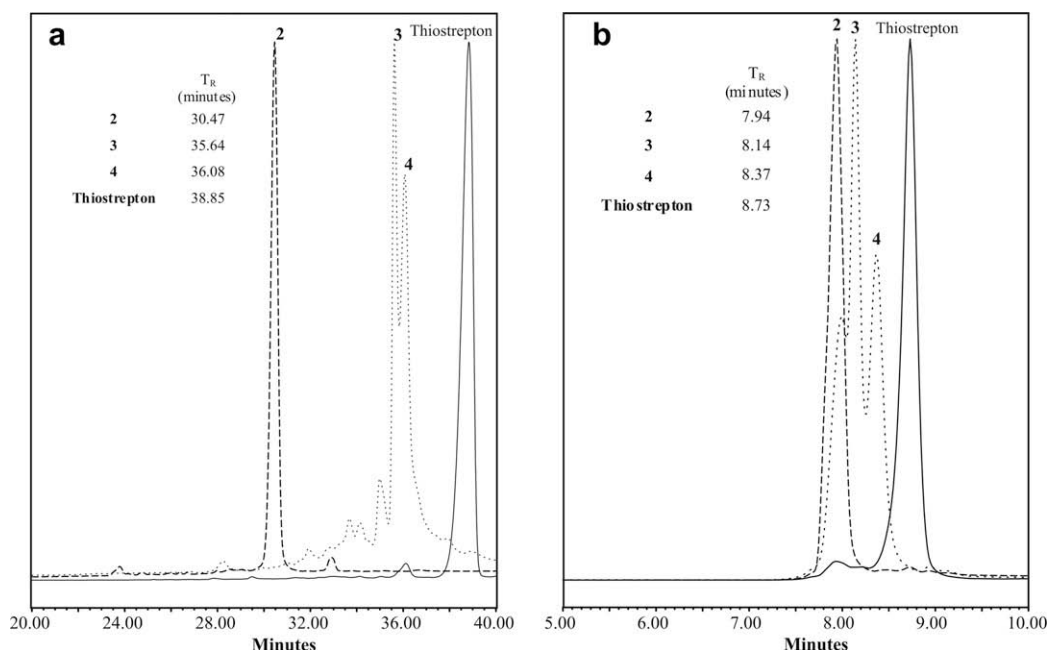 a
2
3
Thiostrepton
4
T_R
(minutes)
2 30.47
3 35.64
4 36.08
Thiostrepton 38.85
20.00 24.00 28.00 32.00 36.00 40.00
Minutes
b
2 3 Thiostrepton
4
T_R
(minutes)
2 7.94
3 8.14
4 8.37
Thiostrepton 8.73
5.00 6.00 7.00 8.00 9.00 10.00
Minutes